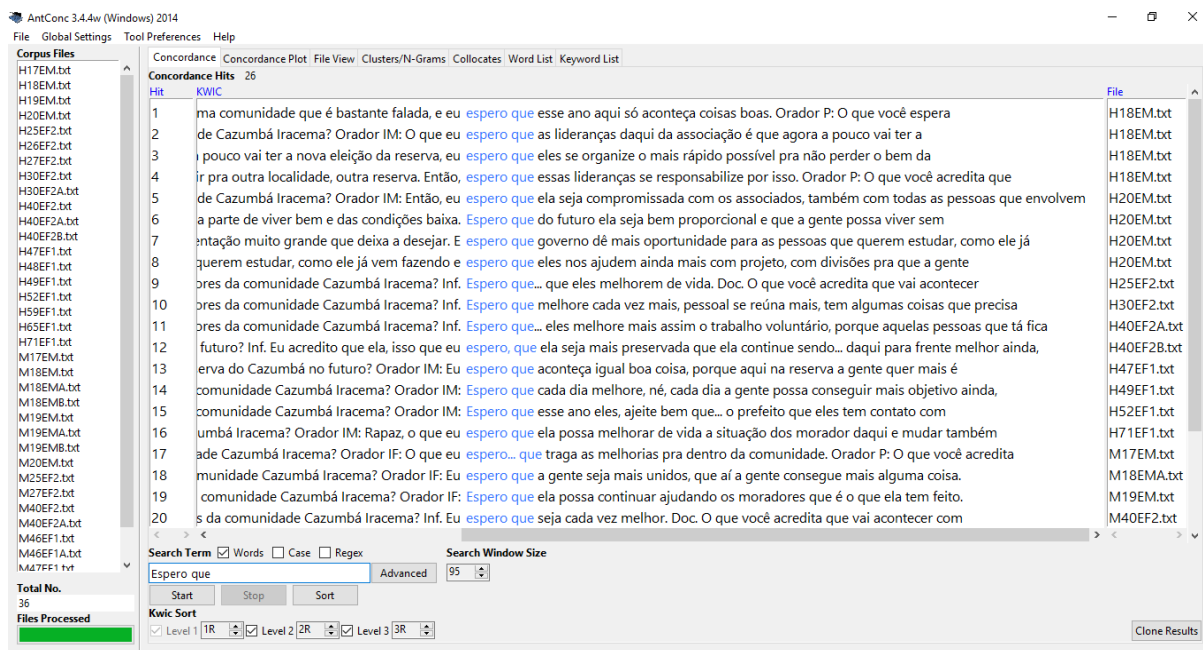 AntConc 3.4.4w (Windows) 2014
File Global Settings Tool Preferences Help
Corpus Files
H17EM.txt
H18EM.txt
H19EM.txt
H20EM.txt
H25EF2.txt
H26EF2.txt
H27EF2.txt
H30EF2.txt
H30EF2A.txt
H40EF2.txt
H40EF2A.txt
H40EF2B.txt
H47EF1.txt
H48EF1.txt
H49EF1.txt
H52EF1.txt
H59EF1.txt
H65EF1.txt
H71EF1.txt
M17EM.txt
M18EM.txt
M18EMA.txt
M18EMB.txt
M19EM.txt
M19EMA.txt
M19EMB.txt
M20EM.txt
M25EF2.txt
M27EF2.txt
M40EF2.txt
M40EF2A.txt
M46EF1.txt
M46EF1A.txt
M47EF1.txt
Total No.
36
Files Processed
Concordance Concordance Plot File View Clusters/N-Grams Collocates Word List Keyword List
Concordance Hits 26
Hit KWIC File
1 ma comunidade que é bastante falada, e eu espero que esse ano aqui só aconteça coisas boas. Orador P: O que você espera H18EM.txt
2 de Cazumbá Iracema? Orador IM: O que eu espero que as lideranças daqui da associação é que agora a pouco vai ter a H18EM.txt
3 pouco vai ter a nova eleição da reserva, eu espero que eles se organize o mais rápido possível pra não perder o bem da H18EM.txt
4 ir pra outra localidade, outra reserva. Então, espero que essas lideranças se responsabilize por isso. Orador P: O que você acredita que H18EM.txt
5 de Cazumbá Iracema? Orador IM: Então, eu espero que ela seja compromissada com os associados, também com todas as pessoas que envolvem H20EM.txt
6 a parte de viver bem e das condições baixa. Espero que do futuro ela seja bem proporcional e que a gente possa viver sem H20EM.txt
7 entação muito grande que deixa a desejar. E espero que governo dê mais oportunidade para as pessoas que querem estudar, como ele já H20EM.txt
8 querem estudar, como ele já vem fazendo e espero que eles nos ajudem ainda mais com projeto, com divisões pra que a gente H20EM.txt
9 ores da comunidade Cazumbá Iracema? Inf. Espero que... que eles melhorem de vida. Doc. O que você acredita que vai acontecer H25EF2.txt
10 ores da comunidade Cazumbá Iracema? Inf. Espero que melhore cada vez mais, pessoal se reúna mais, tem algumas coisas que precisa H30EF2.txt
11 ores da comunidade Cazumbá Iracema? Inf. Espero que... eles melhore mais assim o trabalho voluntário, porque aquelas pessoas que tá fica H40EF2A.txt
12 futuro? Inf. Eu acredito que ela, isso que eu espero, que ela seja mais preservada que ela continue sendo... daqui para frente melhor ainda, H40EF2B.txt
13 erva do Cazumbá no futuro? Orador IM: Eu espero que aconteça igual boa coisa, porque aqui na reserva a gente quer mais é H47EF1.txt
14 comunidade Cazumbá Iracema? Orador IM: Espero que cada dia melhore, né, cada dia a gente possa conseguir mais objetivo ainda, H49EF1.txt
15 comunidade Cazumbá Iracema? Orador IM: Espero que esse ano eles, ajeite bem que... o prefeito que eles tem contato com H52EF1.txt
16 umbá Iracema? Orador IM: Rapaz, o que eu espero que ela possa melhorar de vida a situação dos morador daqui e mudar também H71EF1.txt
17 ade Cazumbá Iracema? Orador IF: O que eu espero... que traga as melhorias pra dentro da comunidade. Orador P: O que você acredita M17EM.txt
18 munidade Cazumbá Iracema? Orador IF: Eu espero que a gente seja mais unidos, que aí a gente consegue mais alguma coisa. M18EMA.txt
19 comunidade Cazumbá Iracema? Orador IF: Espero que ela possa continuar ajudando os moradores que é o que ela tem feito. M19EM.txt
20 s da comunidade Cazumbá Iracema? Inf. Eu espero que seja cada vez melhor. Doc. O que você acredita que vai acontecer com M40EF2.txt
Search Term Words Case Regex Search Window Size
Espero que Advanced 95
Start Stop Sort
Kwic Sort
Level 1 1R Level 2 2R Level 3 3R Clone Results